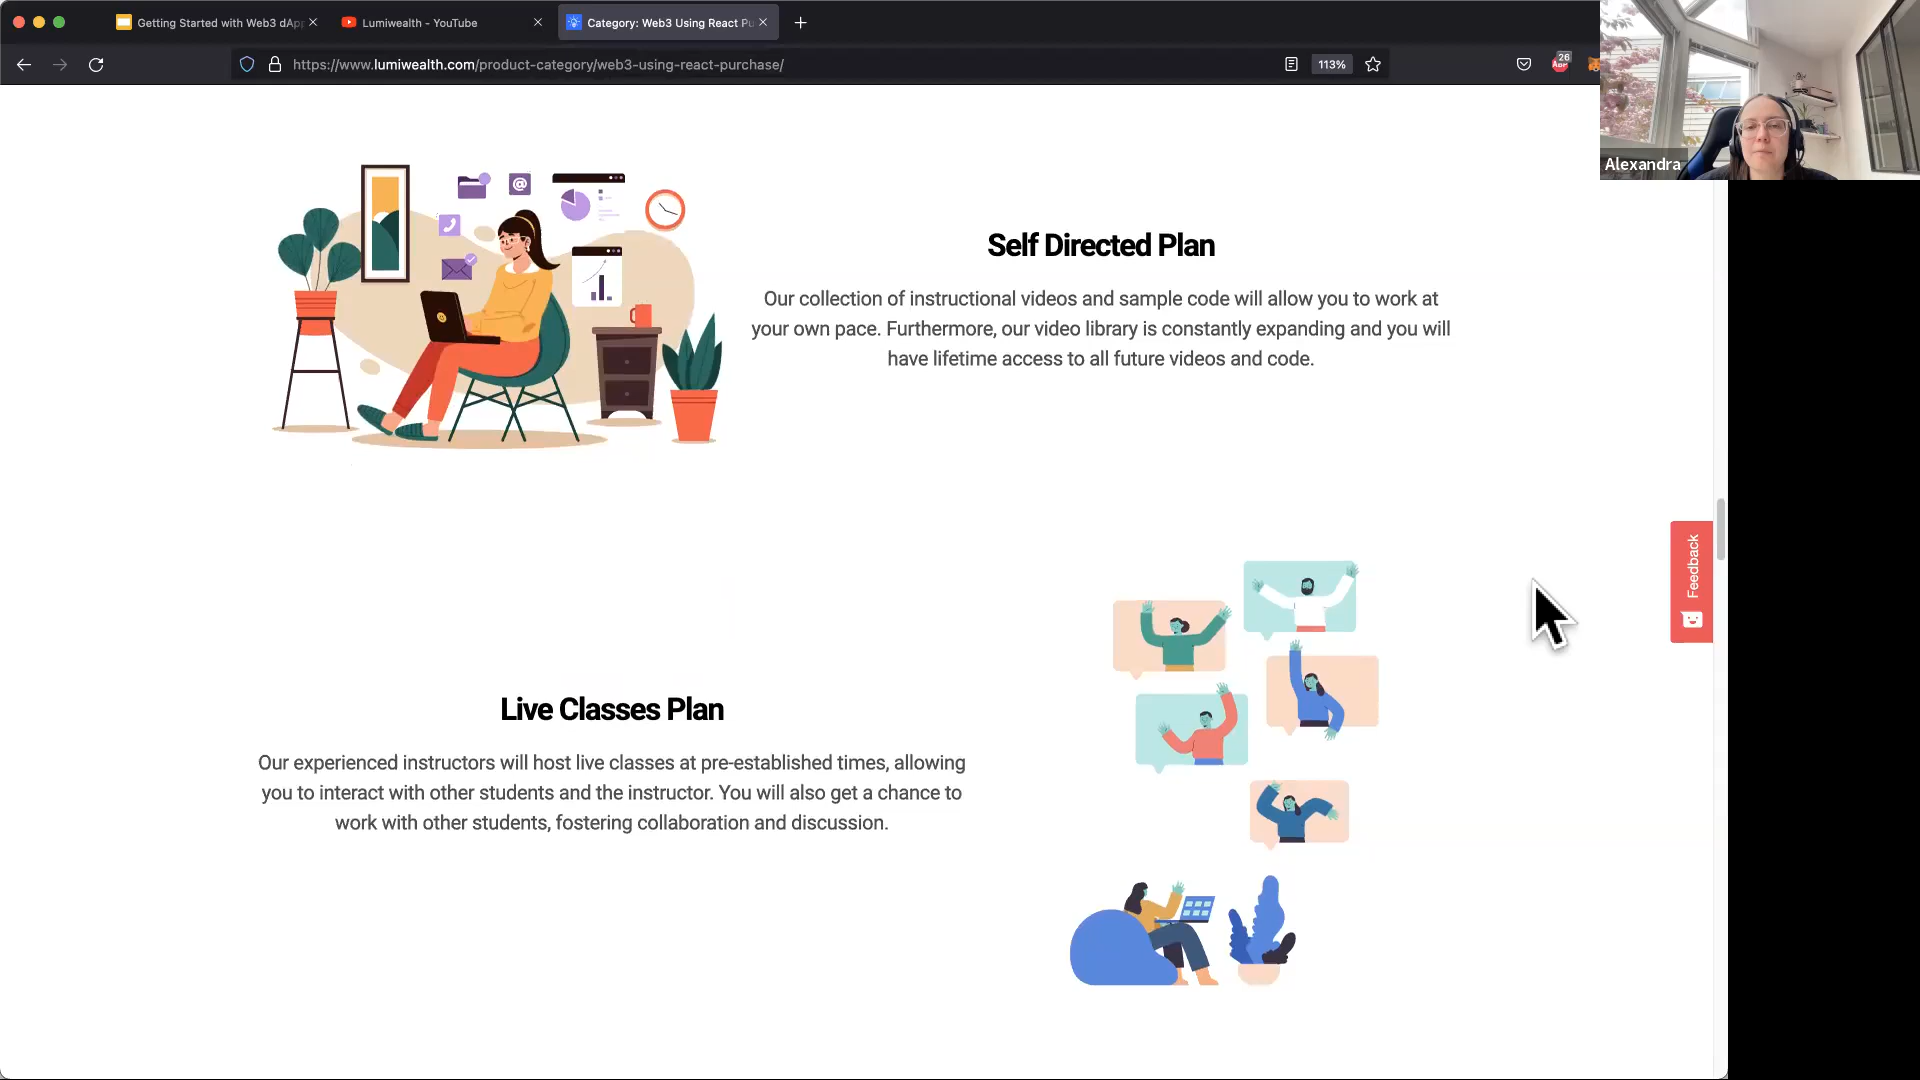 Getting Started with Web3 dApp
Lumiwealth - YouTube
Category: Web3 Using React Pu
https://www.lumiwealth.com/product-category/web3-using-react-purchase/
113%
26
ABP
Alexandra
@
Self Directed Plan
Our collection of instructional videos and sample code will allow you to work at
your own pace. Furthermore, our video library is constantly expanding and you will
have lifetime access to all future videos and code.
Feedback
Live Classes Plan
Our experienced instructors will host live classes at pre-established times, allowing
you to interact with other students and the instructor. You will also get a chance to
work with other students, fostering collaboration and discussion.